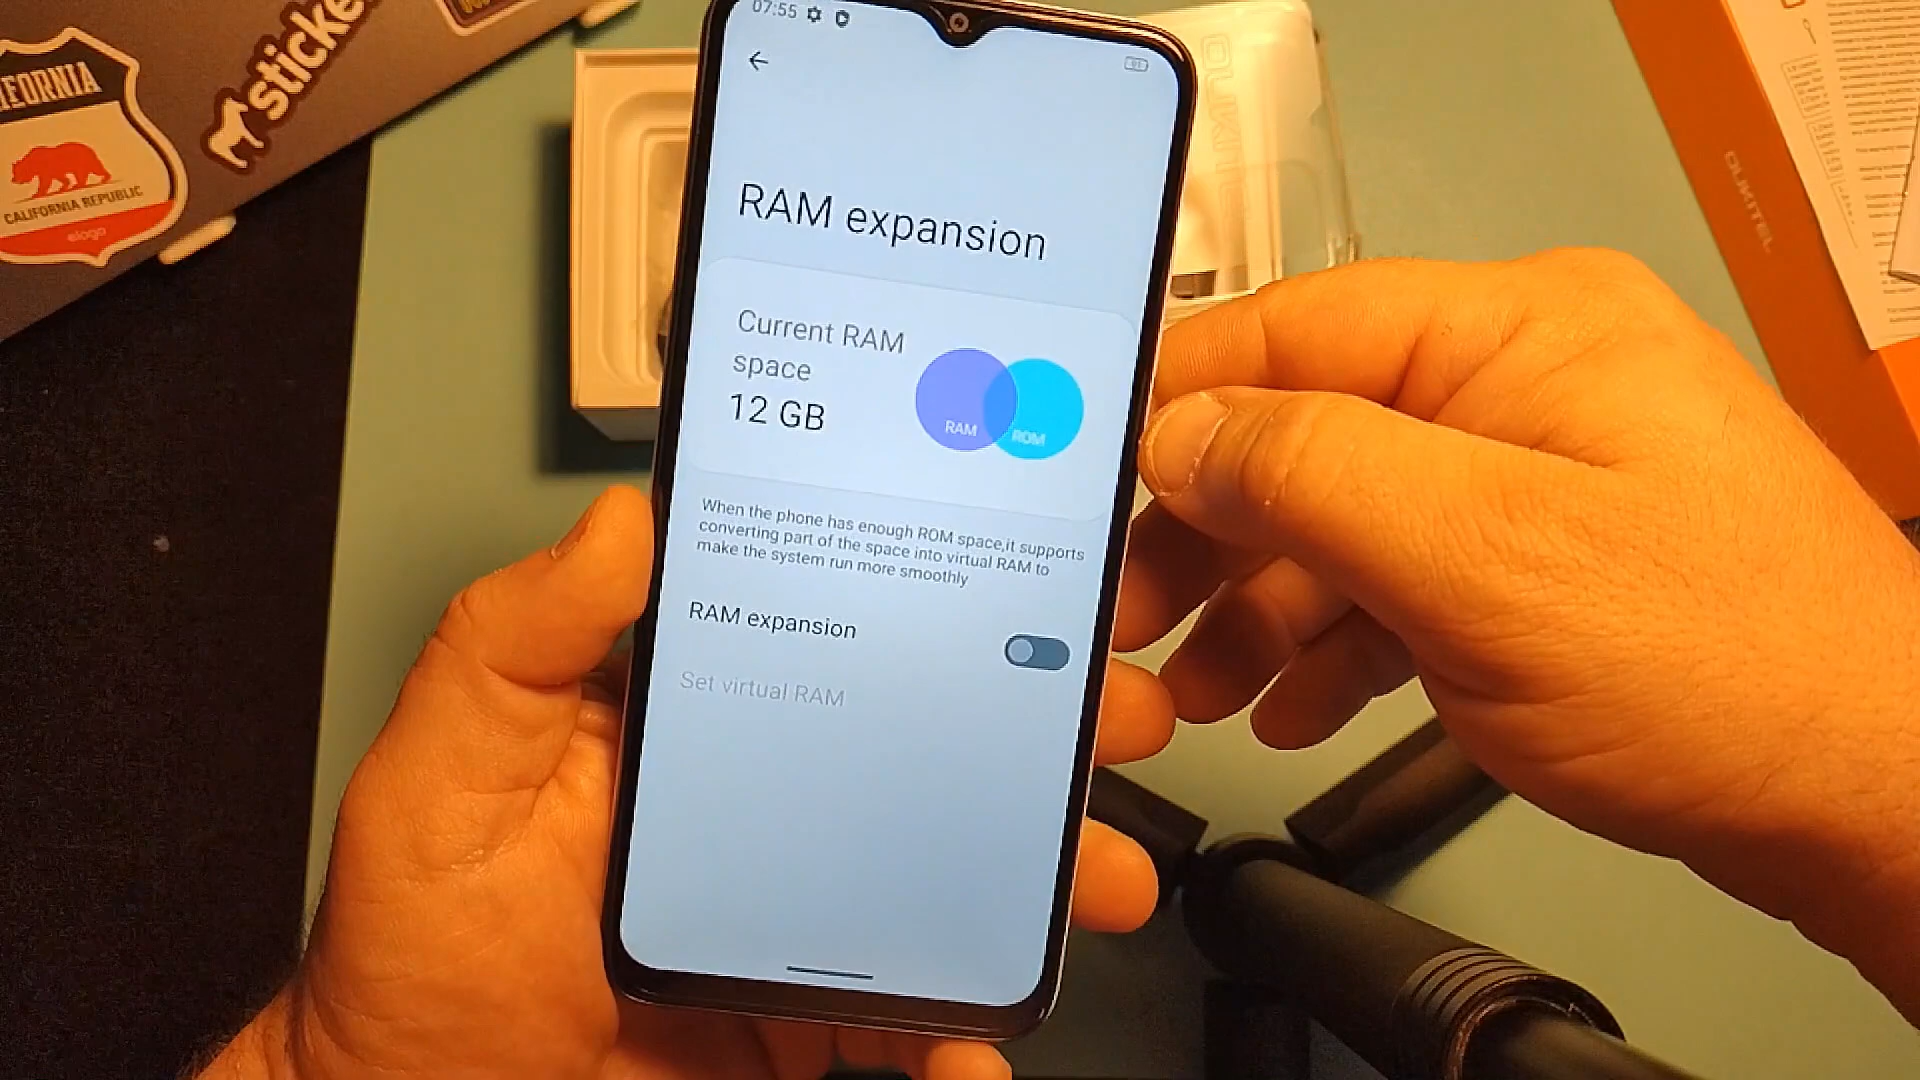 07:55
RAM expansion
Current RAM
space
12 GB
RAM
ROM
When the phone has enough ROM space,it supports
converting part of the space into virtual RAM to
make the system run more smoothly
RAM expansion
Set virtual RAM
CALIFORNIA REPUBLIC
elago
OUKITEL
OUKITEL